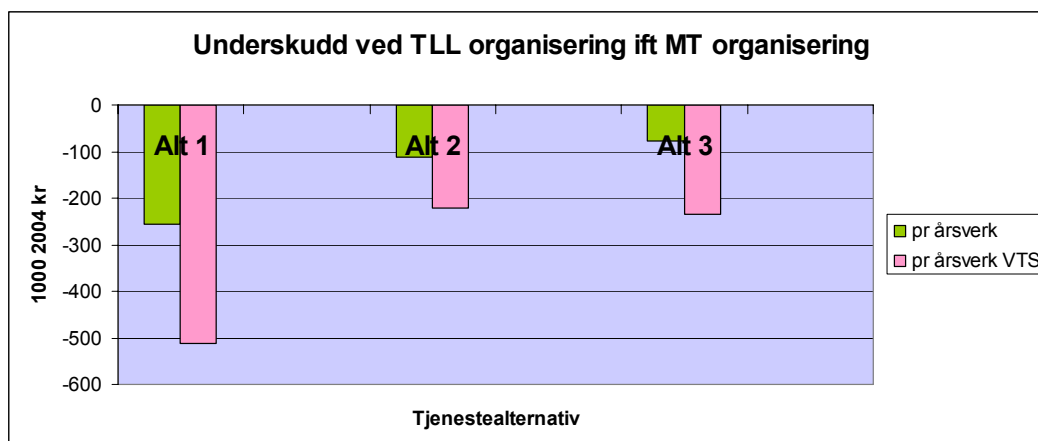 Underskudd ved TLL organisering ift MT organisering
0
-100
-200
-300
-400
-500
-600
1000 2004 kr
Alt 1
Alt 2
Alt 3
Tjenestealternativ
pr årsverk
pr årsverk VTS